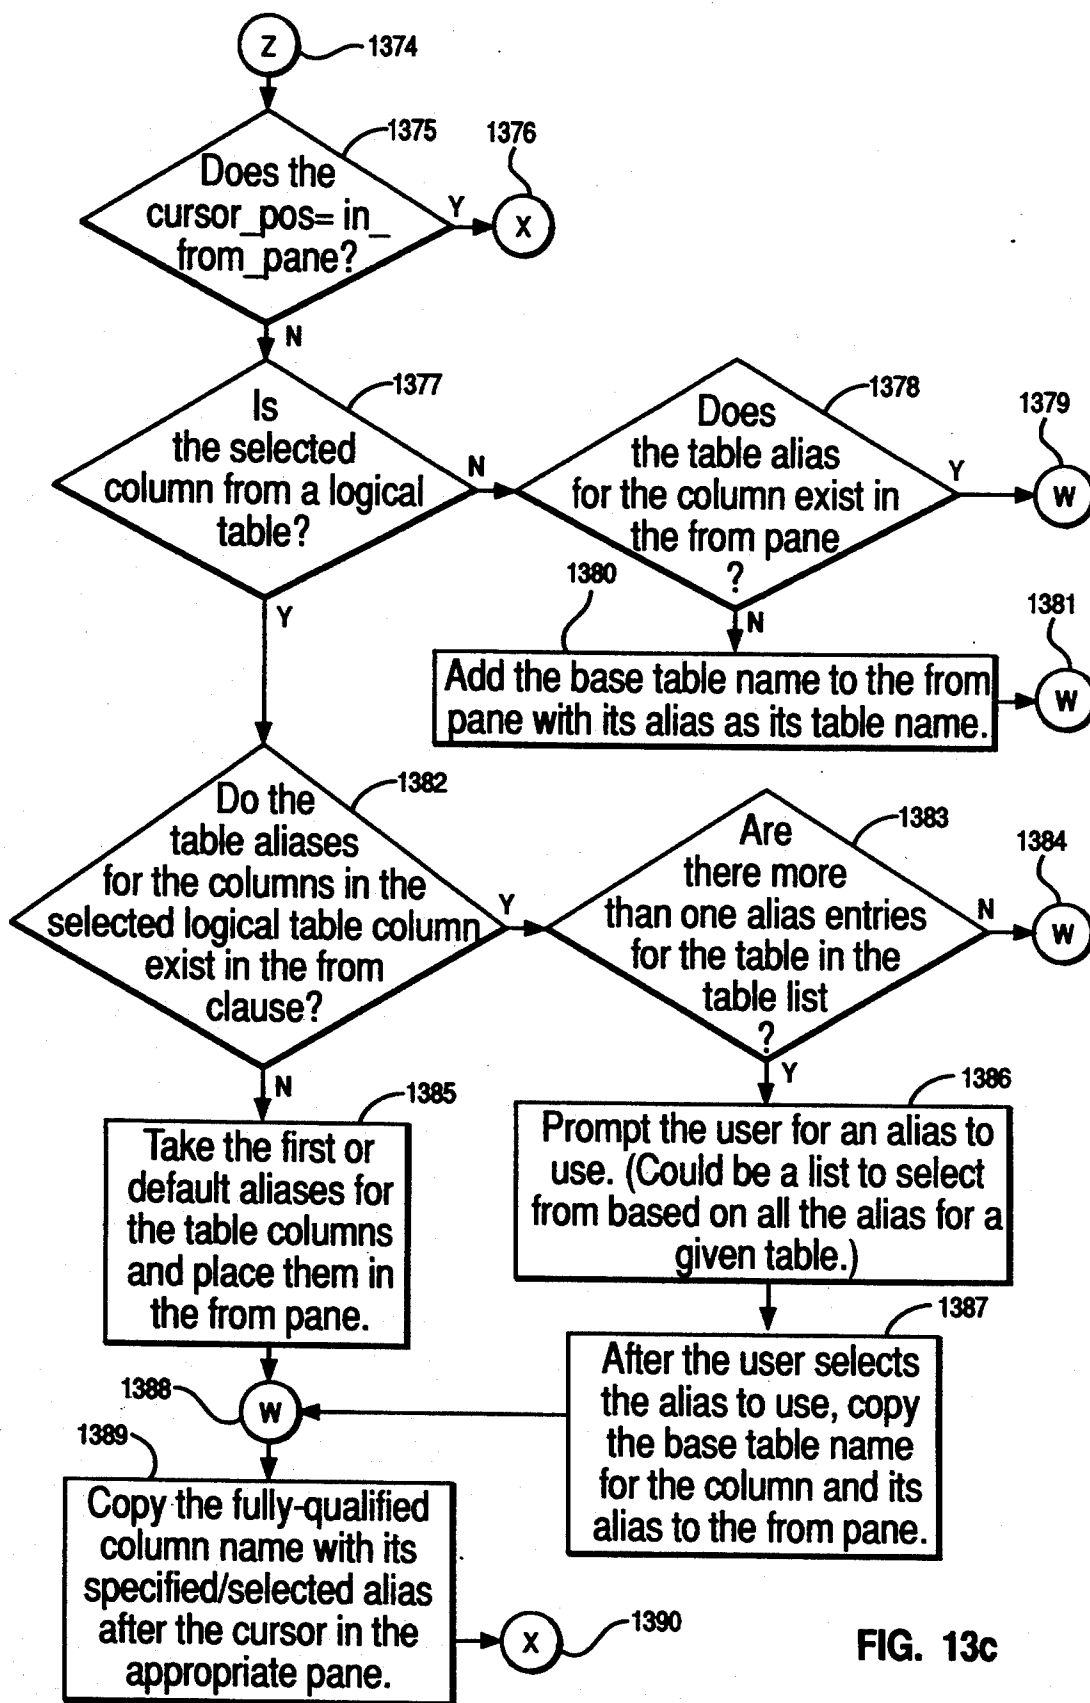 Z
1374
1375
Does the
cursor_pos= in_
from_pane?
Y
1376
X
N
1377
Is
the selected
column from a logical
table?
N
1378
Does
the table alias
for the column exist in
the from pane
?
Y
1379
W
Y
N
1380
Add the base table name to the from
pane with its alias as its table name.
1381
W
1382
Do the
table aliases
for the columns in the
selected logical table column
exist in the from
clause?
Y
1383
Are
there more
than one alias entries
for the table in the
table list
?
N
1384
W
N
Y
1385
Take the first or
default aliases for
the table columns
and place them in
the from pane.
1386
Prompt the user for an alias to
use. (Could be a list to select
from based on all the alias for a
given table.)
1387
After the user selects
the alias to use, copy
the base table name
for the column and its
alias to the from pane.
1388
W
1389
Copy the fully-qualified
column name with its
specified/selected alias
after the cursor in the
appropriate pane.
X
1390
FIG. 13c